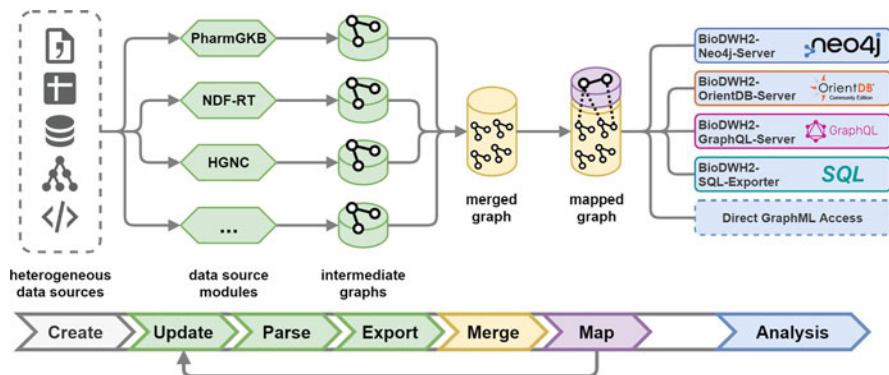 PharmGKB
NDF-RT
HGNC
...
merged
graph
mapped
graph
BioDWH2-
Neo4j-Server
neo4j
BioDWH2-
OrientDB-Server
OrientDB®
Community Edition
BioDWH2-
GraphQL-Server
GraphQL
BioDWH2-
SQL-Exporter
SQL
Direct GraphML Access
heterogeneous
data sources
data source
modules
intermediate
graphs
Create
Update
Parse
Export
Merge
Map
Analysis